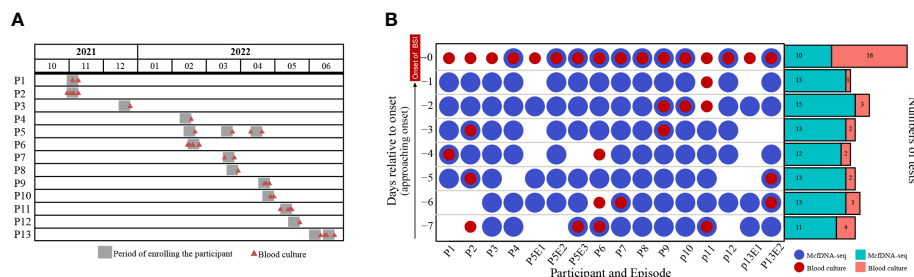 A
2021 2022
10 11 12 01 02 03 04 05 06
P1
P2
P3
P4
P5
P6
P7
P8
P9
P10
P11
P12
P13
Period of enrolling the participant Blood culture
B
Onset of BSI
Days relative to onset
(approaching onset)
−0
−1
−2
−3
−4
−5
−6
−7
P1 P2 P3 P4 P5E1 P5E2 P5E3 P6 P7 P8 P9 p10 p11 p12 p13E1 P13E2
Participant and Episode
10 16
13
15 3
13 2
12 2
13 2
13 3
11 4
Numbers of tests
McfDNA-seq McfDNA-seq
Blood culture Blood culture